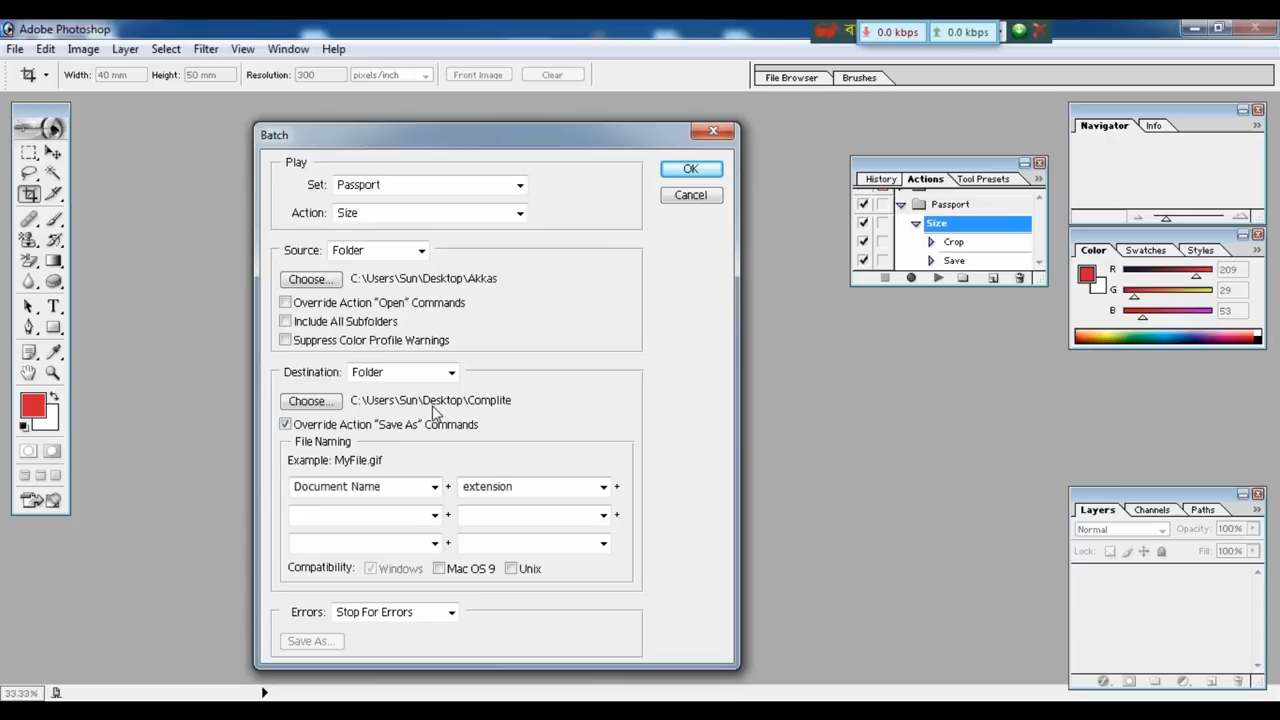 Adobe Photoshop
ব
0.0 kbps
0.0 kbps
File Edit Image Layer Select Filter View Window Help
Width: 40 mm Height: 50 mm Resolution: 300 pixels/inch Front Image Clear
File Browser Brushes
Batch
Play
Set: Passport
Action: Size
OK
Cancel
Source: Folder
Choose... C:\Users\Sun\Desktop\Akkas
Override Action "Open" Commands
Include All Subfolders
Suppress Color Profile Warnings
Destination: Folder
Choose... C:\Users\Sun\Desktop\Complite
Override Action "Save As" Commands
File Naming
Example: MyFile.gif
Document Name + extension +
+ +
+
Compatibility: Windows Mac OS 9 Unix
Errors: Stop For Errors
Save As...
History Actions Tool Presets
Passport
Size
Crop
Save
Navigator Info
Color Swatches Styles
R 209
G 29
B 53
Layers Channels Paths
Normal Opacity: 100%
Lock: Fill: 100%
33.33%